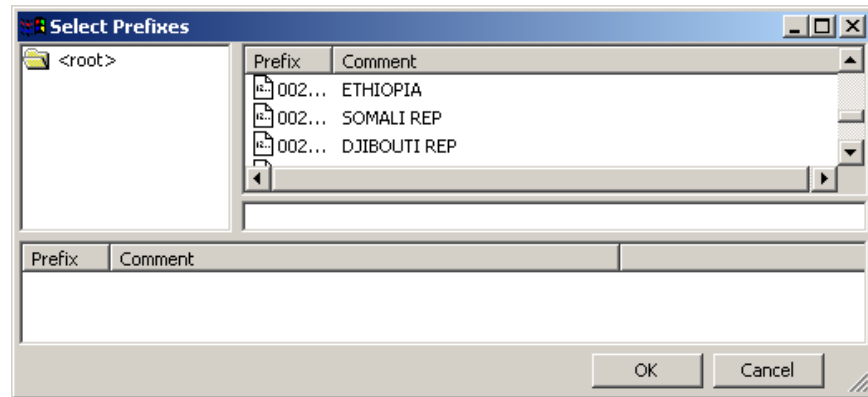 Select Prefixes
<root>
Prefix Comment
002... ETHIOPIA
002... SOMALI REP
002... DJIBOUTI REP
Prefix Comment
OK Cancel